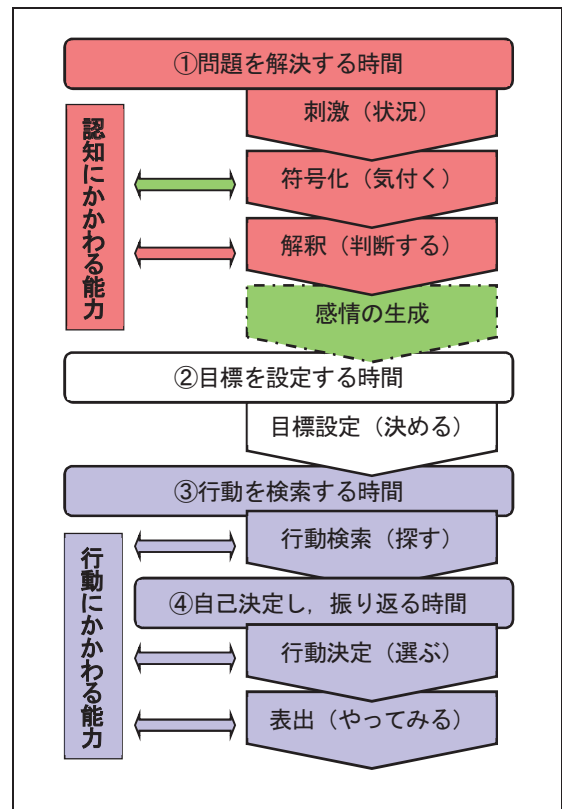 ①問題を解決する時間
刺激（状況）
認知にかかわる能力
符号化（気付く）
解釈（判断する）
感情の生成
②目標を設定する時間
目標設定（決める）
③行動を検索する時間
行動にかかわる能力
行動検索（探す）
④自己決定し，振り返る時間
行動決定（選ぶ）
表出（やってみる）